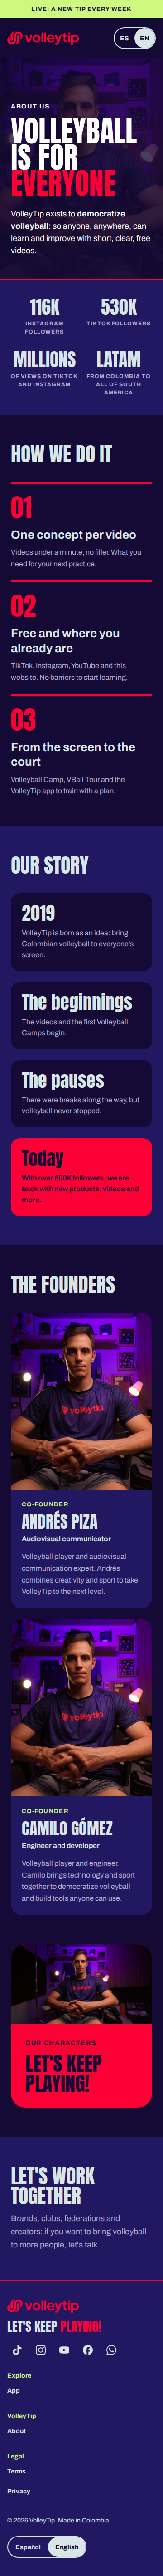 LIVE: A NEW TIP EVERY WEEK
volleytip
ES EN
ABOUT US
VOLLEYBALL
IS FOR
EVERYONE
VolleyTip exists to democratize
volleyball: so anyone, anywhere, can
learn and improve with short, clear, free
videos.
116K 530K
INSTAGRAM TIKTOK FOLLOWERS
FOLLOWERS
MILLIONS LATAM
OF VIEWS ON TIKTOK FROM COLOMBIA TO
AND INSTAGRAM ALL OF SOUTH
AMERICA
HOW WE DO IT
01
One concept per video
Videos under a minute, no filler. What you
need for your next practice.
02
Free and where you
already are
TikTok, Instagram, YouTube and this
website. No barriers to start learning.
03
From the screen to the
court
Volleyball Camp, VBall Tour and the
VolleyTip app to train with a plan.
OUR STORY
2019
VolleyTip is born as an idea: bring
Colombian volleyball to everyone's
screen.
The beginnings
The videos and the first Volleyball
Camps begin.
The pauses
There were breaks along the way, but
volleyball never stopped.
Today
With over 600K followers, we are
back with new products, videos and
more.
THE FOUNDERS
volleytip
CO-FOUNDER
ANDRÉS PIZA
Audiovisual communicator
Volleyball player and audiovisual
communication expert. Andrés
combines creativity and sport to take
VolleyTip to the next level.
volleytip
CO-FOUNDER
CAMILO GÓMEZ
Engineer and developer
Volleyball player and engineer.
Camilo brings technology and sport
together to democratize volleyball
and build tools anyone can use.
OUR CHARACTERS
LET'S KEEP
PLAYING!
LET'S WORK
TOGETHER
Brands, clubs, federations and
creators: if you want to bring volleyball
to more people, let's talk.
volleytip
LET'S KEEP PLAYING!
Explore
App
VolleyTip
About
Legal
Terms
Privacy
© 2026 VolleyTip. Made in Colombia.
Español English